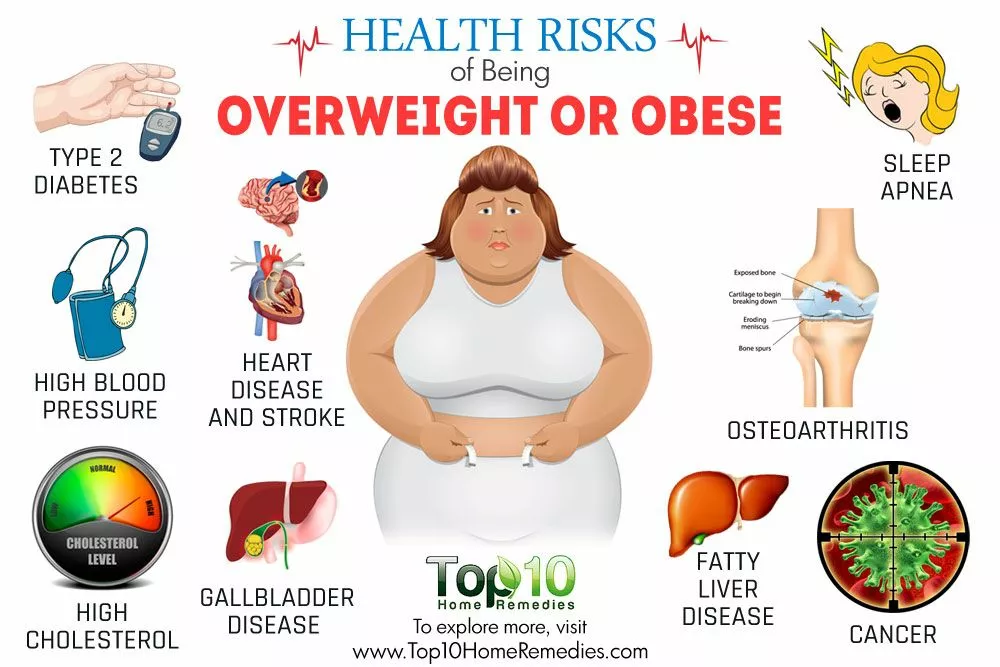 HEALTH RISKS
of Being
OVERWEIGHT OR OBESE
6.2
TYPE 2
DIABETES
SLEEP
APNEA
HIGH BLOOD
PRESSURE
HEART
DISEASE
AND STROKE
Exposed bone
Cartilage to begin
breaking down
Eroding
meniscus
Bone spurs
OSTEOARTHRITIS
LOW
NORMAL
HIGH
CHOLESTEROL
LEVEL
HIGH
CHOLESTEROL
GALLBLADDER
DISEASE
FATTY
LIVER
DISEASE
CANCER
Top10
Home Remedies
To explore more, visit
www.Top10HomeRemedies.com